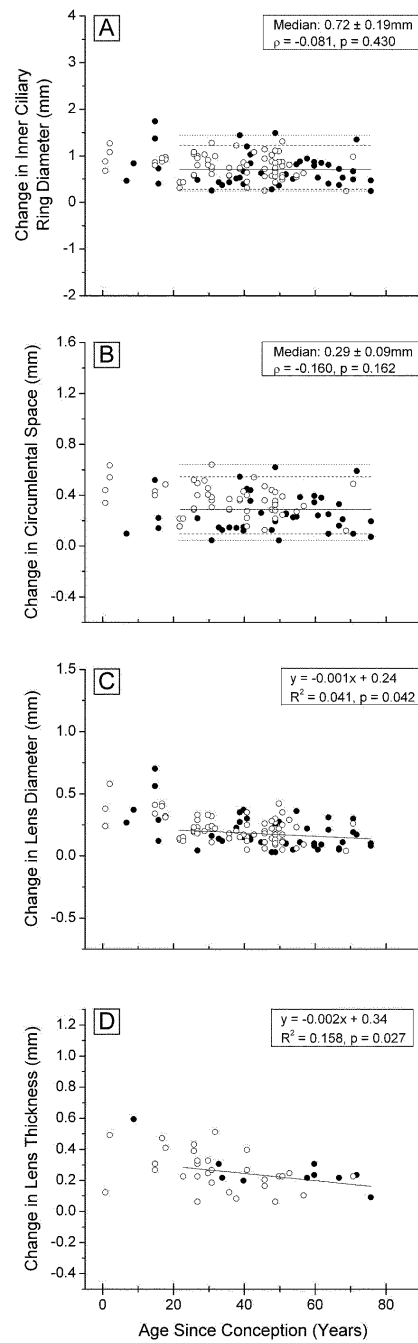 A
Median: 0.72 ± 0.19mm
ρ = -0.081, p = 0.430
Change in Inner Ciliary
Ring Diameter (mm)
4
3
2
1
0
-1
-2
B
Median: 0.29 ± 0.09mm
ρ = -0.160, p = 0.162
Change in Circumlental Space (mm)
1.6
1.2
0.8
0.4
0.0
-0.4
C
y = -0.001x + 0.24
R² = 0.041, p = 0.042
Change in Lens Diameter (mm)
1.5
1.0
0.5
0.0
-0.5
D
y = -0.002x + 0.34
R² = 0.158, p = 0.027
Change in Lens Thickness (mm)
1.2
1.0
0.8
0.6
0.4
0.2
0.0
-0.2
-0.4
0 20 40 60 80
Age Since Conception (Years)